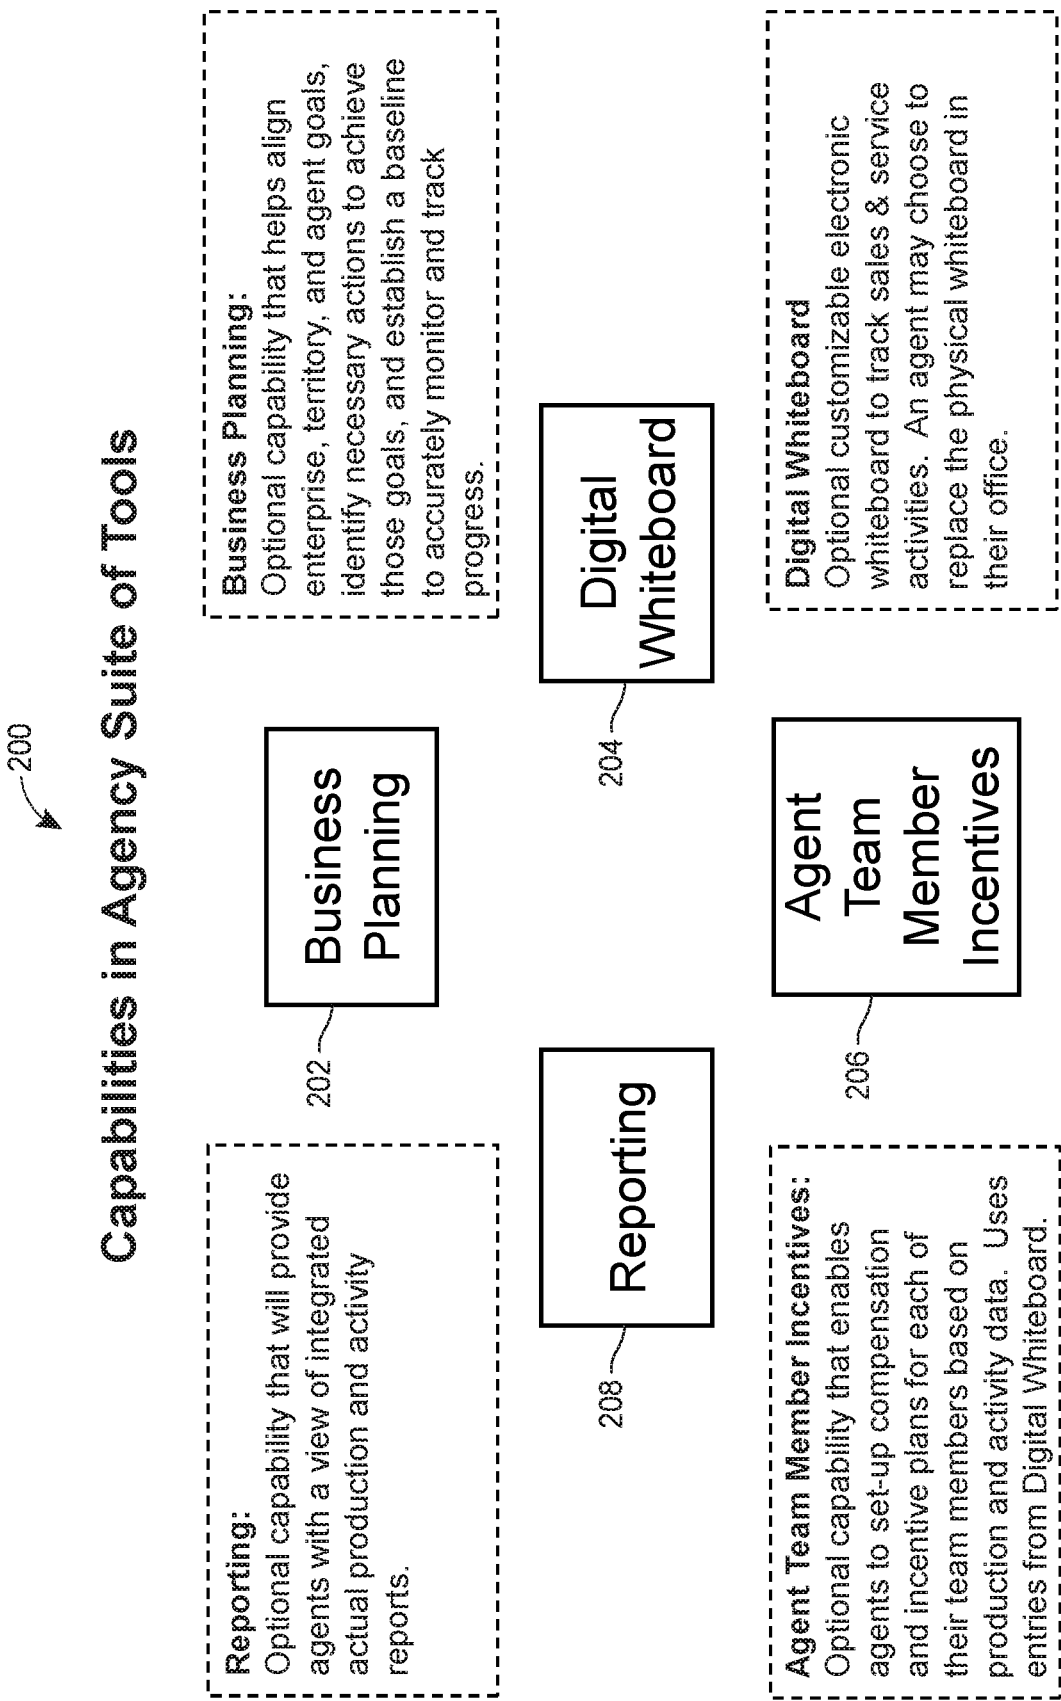 200
Capabilities in Agency Suite of Tools
Reporting:
Optional capability that will provide
agents with a view of integrated
actual production and activity
reports.
Business Planning:
Optional capability that helps align
enterprise, territory, and agent goals,
identify necessary actions to achieve
those goals, and establish a baseline
to accurately monitor and track
progress.
202
Business
Planning
208
Reporting
204
Digital
Whiteboard
206
Agent
Team
Member
Incentives
Agent Team Member Incentives:
Optional capability that enables
agents to set-up compensation
and incentive plans for each of
their team members based on
production and activity data. Uses
entries from Digital Whiteboard.
Digital Whiteboard
Optional customizable electronic
whiteboard to track sales & service
activities. An agent may choose to
replace the physical whiteboard in
their office.